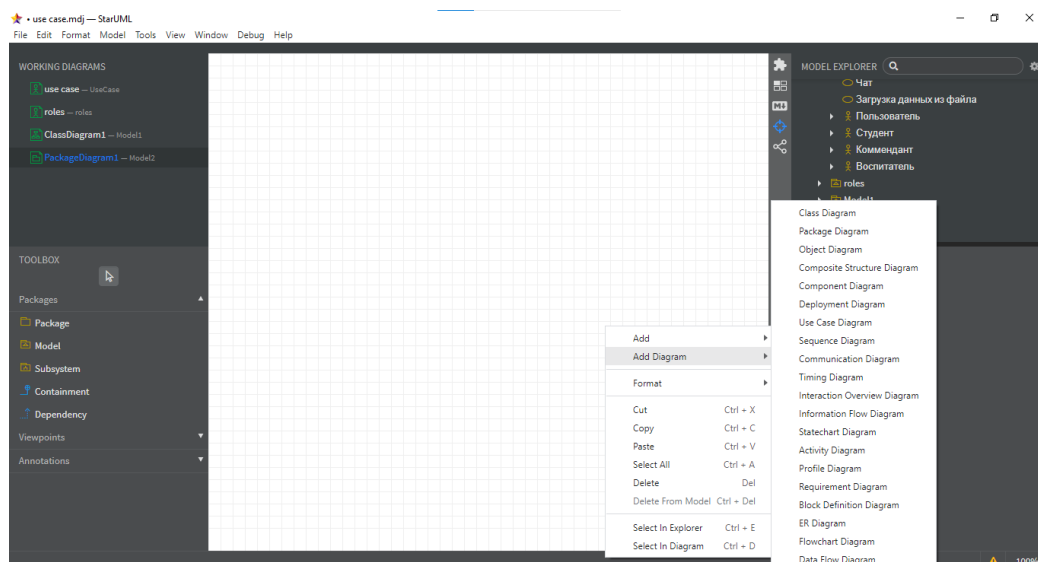 • use case.mdj — StarUML
File Edit Format Model Tools View Window Debug Help
WORKING DIAGRAMS
use case — UseCase
roles — roles
ClassDiagram1 — Model1
PackageDiagram1 — Model2
TOOLBOX
Packages
Package
Model
Subsystem
Containment
Dependency
Viewpoints
Annotations
MODEL EXPLORER
Чат
Загрузка данных из файла
Пользователь
Студент
Коммендант
Воспитатель
roles
Model1
Add
Add Diagram
Format
Cut Ctrl + X
Copy Ctrl + C
Paste Ctrl + V
Select All Ctrl + A
Delete Del
Delete From Model Ctrl + Del
Select In Explorer Ctrl + E
Select In Diagram Ctrl + D
Class Diagram
Package Diagram
Object Diagram
Composite Structure Diagram
Component Diagram
Deployment Diagram
Use Case Diagram
Sequence Diagram
Communication Diagram
Timing Diagram
Interaction Overview Diagram
Information Flow Diagram
Statechart Diagram
Activity Diagram
Profile Diagram
Requirement Diagram
Block Definition Diagram
ER Diagram
Flowchart Diagram
Data Flow Diagram
100%